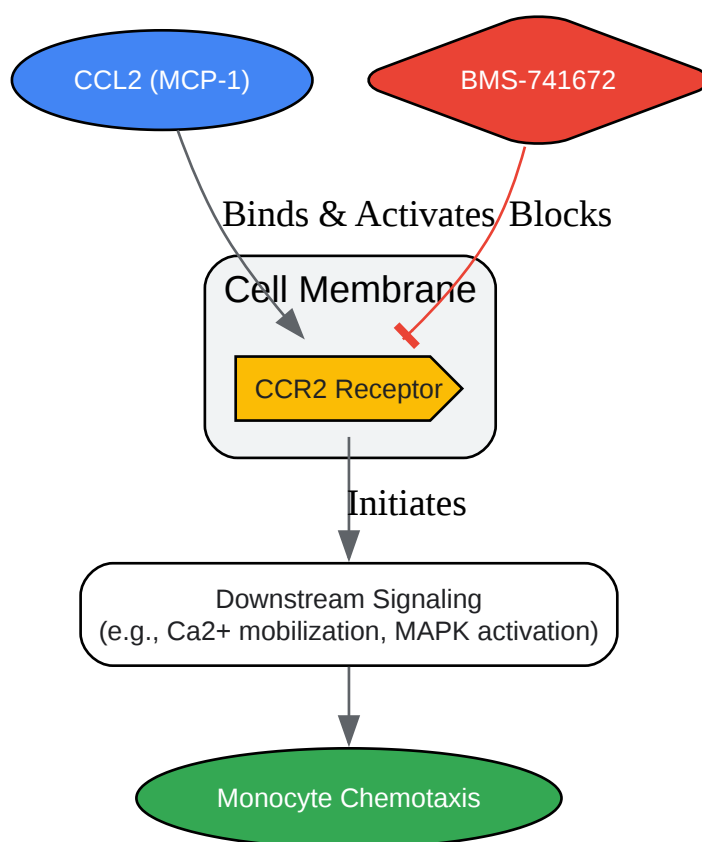 CCL2 (MCP-1)
BMS-741672
Binds & Activates
Blocks
Cell Membrane
CCR2 Receptor
Initiates
Downstream Signaling
(e.g., Ca2+ mobilization, MAPK activation)
Monocyte Chemotaxis